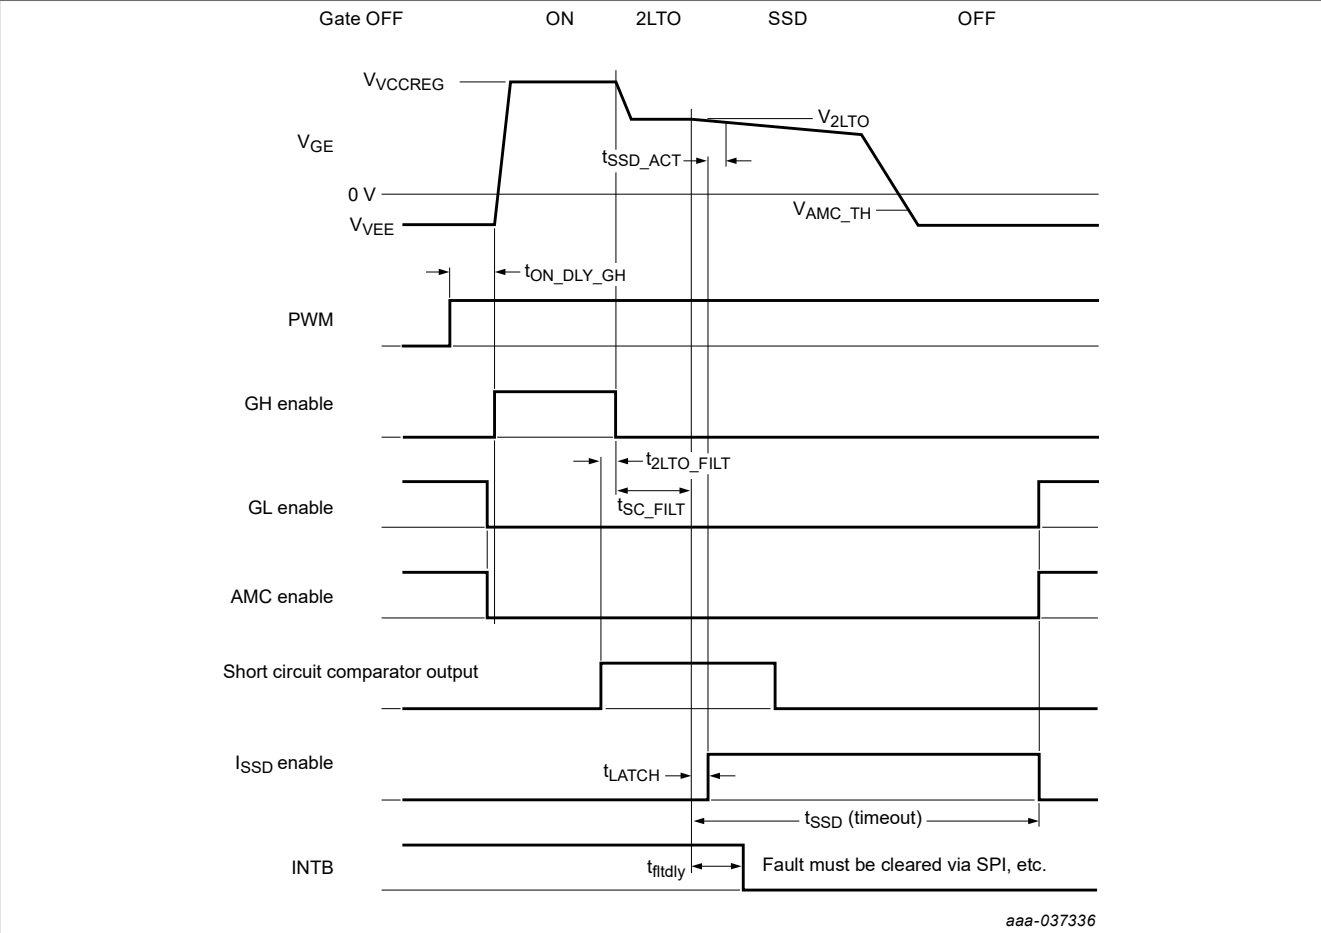 Gate OFF ON 2LTO SSD OFF
VVCCREG
V2LTO
VGE
tSSD_ACT
0 V
VAMC_TH
VVEE
tON_DLY_GH
PWM
GH enable
t2LTO_FILT
tSC_FILT
GL enable
AMC enable
Short circuit comparator output
ISSD enable
tLATCH
tSSD (timeout)
INTB
tfltdly
Fault must be cleared via SPI, etc.
aaa-037336